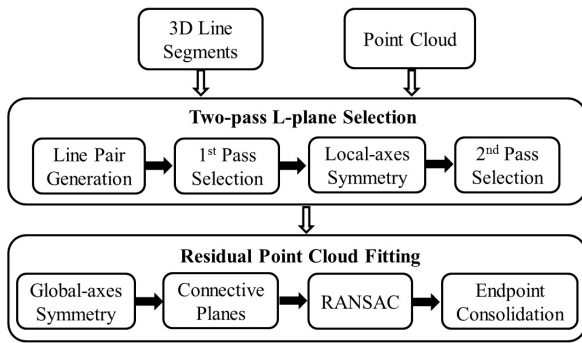 3D Line
Segments
Point Cloud
Two-pass L-plane Selection
Line Pair
Generation
1st Pass
Selection
Local-axes
Symmetry
2nd Pass
Selection
Residual Point Cloud Fitting
Global-axes
Symmetry
Connective
Planes
RANSAC
Endpoint
Consolidation